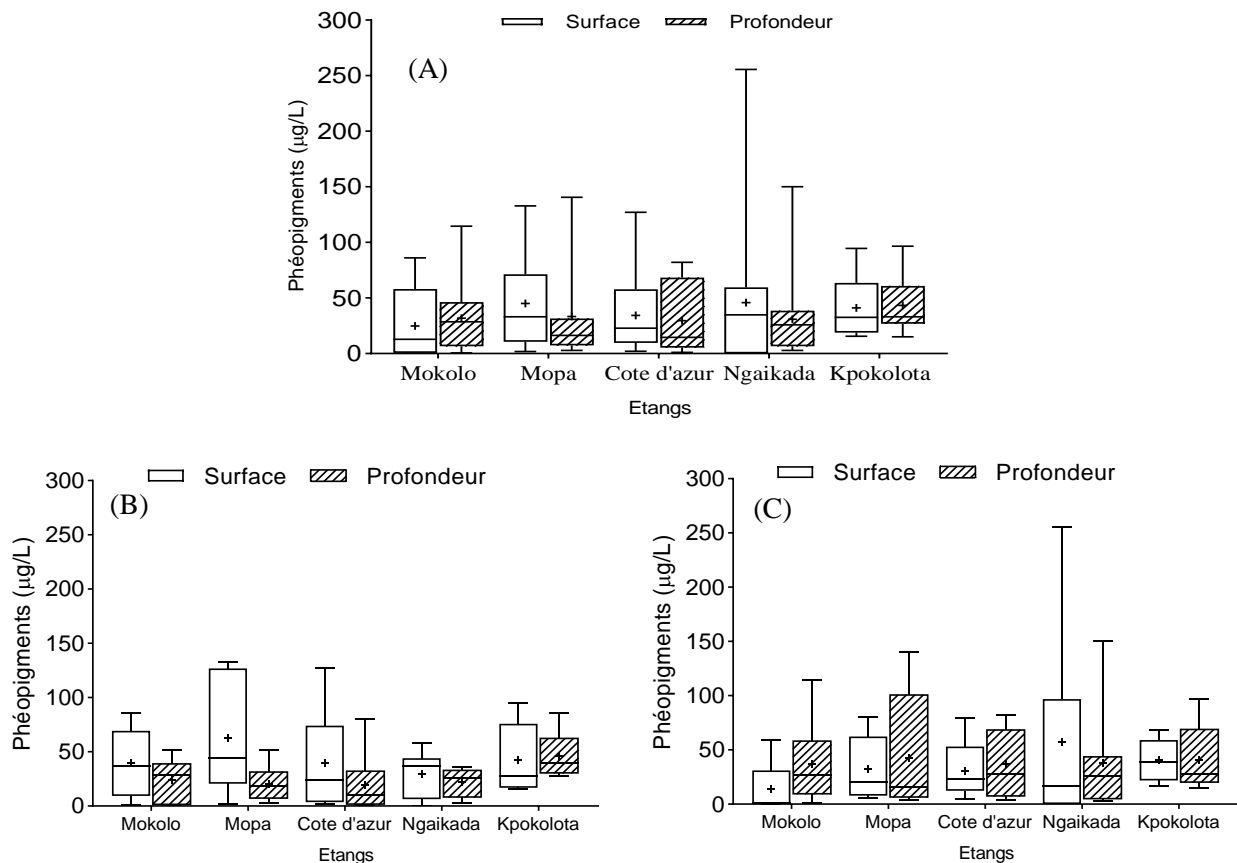 Surface Profondeur
(A)
Phéopigments (µg/L)
300
250
200
150
100
50
0
Mokolo Mopa Cote d'azur Ngaikada Kpokolota
Etangs
Surface Profondeur
(B)
Phéopigments (µg/L)
300
250
200
150
100
50
0
Mokolo Mopa Cote d'azur Ngaikada Kpokolota
Etangs
Surface Profondeur
(C)
Phéopigments (µg/L)
300
250
200
150
100
50
0
Mokolo Mopa Cote d'azur Ngaikada Kpokolota
Etangs